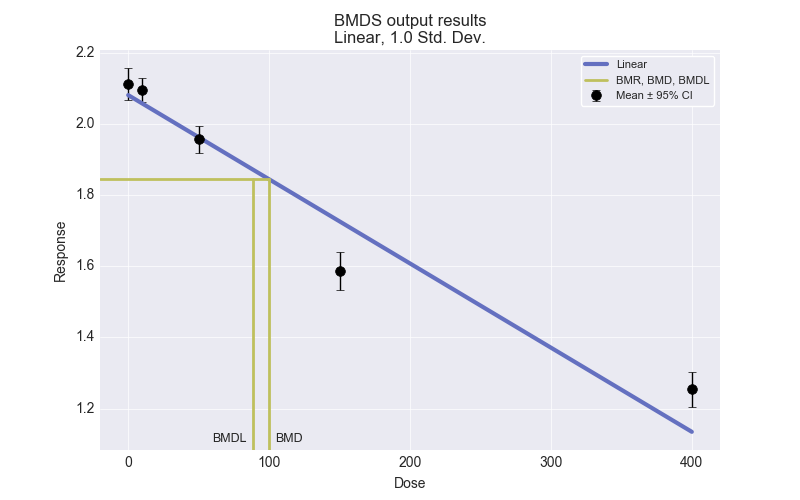 BMDS output results
Linear, 1.0 Std. Dev.
2.2
2.0
1.8
1.6
1.4
1.2
Response
Linear
BMR, BMD, BMDL
Mean ± 95% CI
BMDL
BMD
0
100
200
300
400
Dose